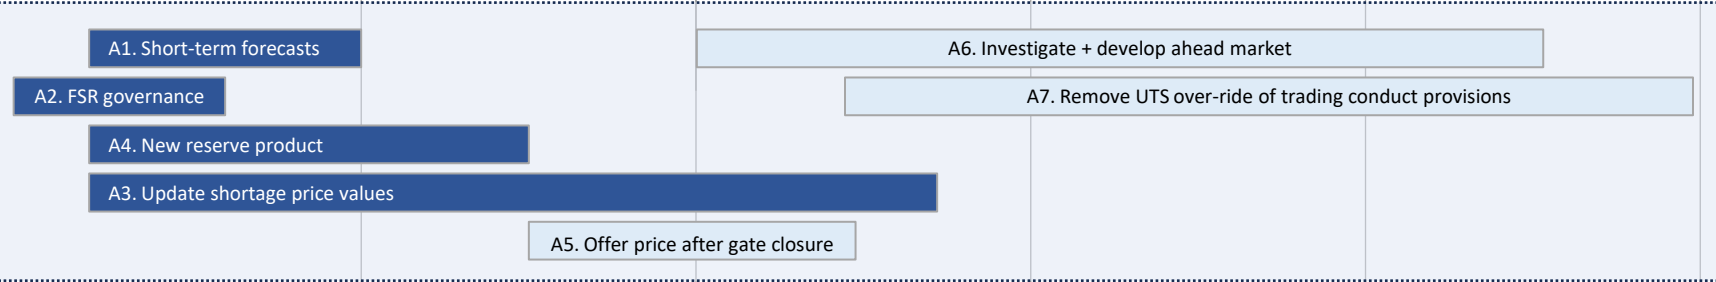 A1. Short-term forecasts
A6. Investigate + develop ahead market
A2. FSR governance
A7. Remove UTS over-ride of trading conduct provisions
A4. New reserve product
A3. Update shortage price values
A5. Offer price after gate closure